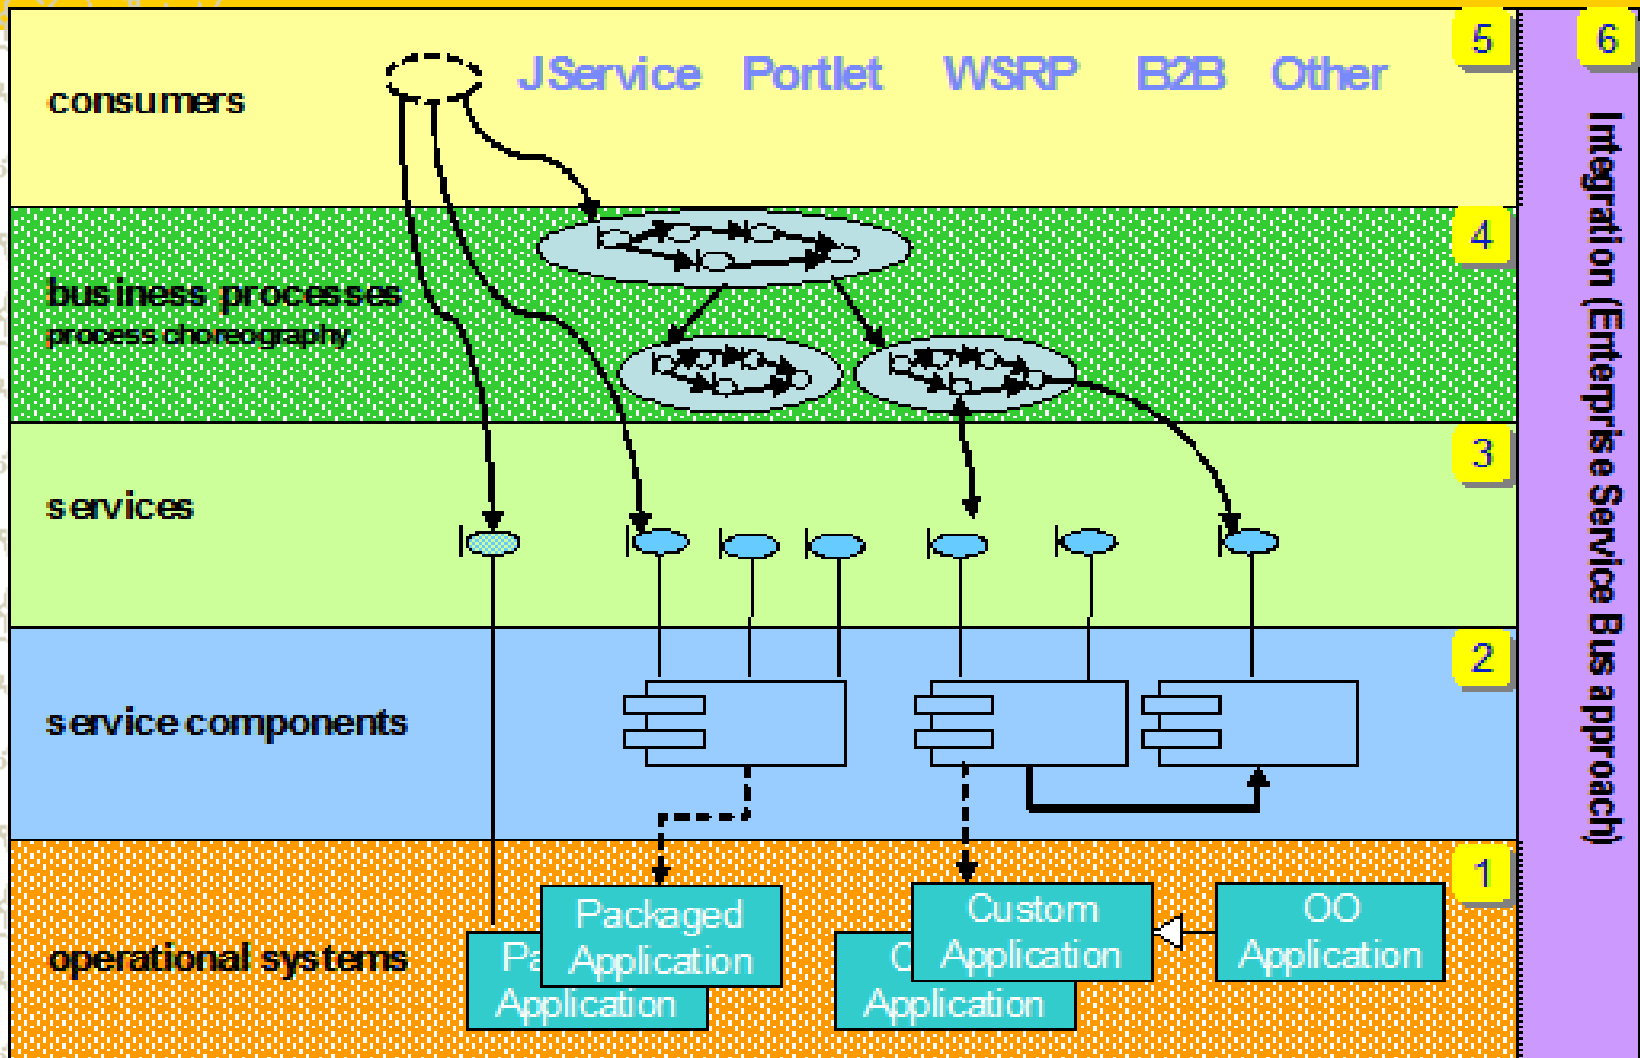 5
6
JService Portlet WSRP B2B Other
consumers
Integration (Enterprise Service Bus approach)
4
business processes
process choreography
3
services
2
service components
1
Packaged
Application
Custom
Application
OO
Application
operational systems
Pa
Application
C
Application